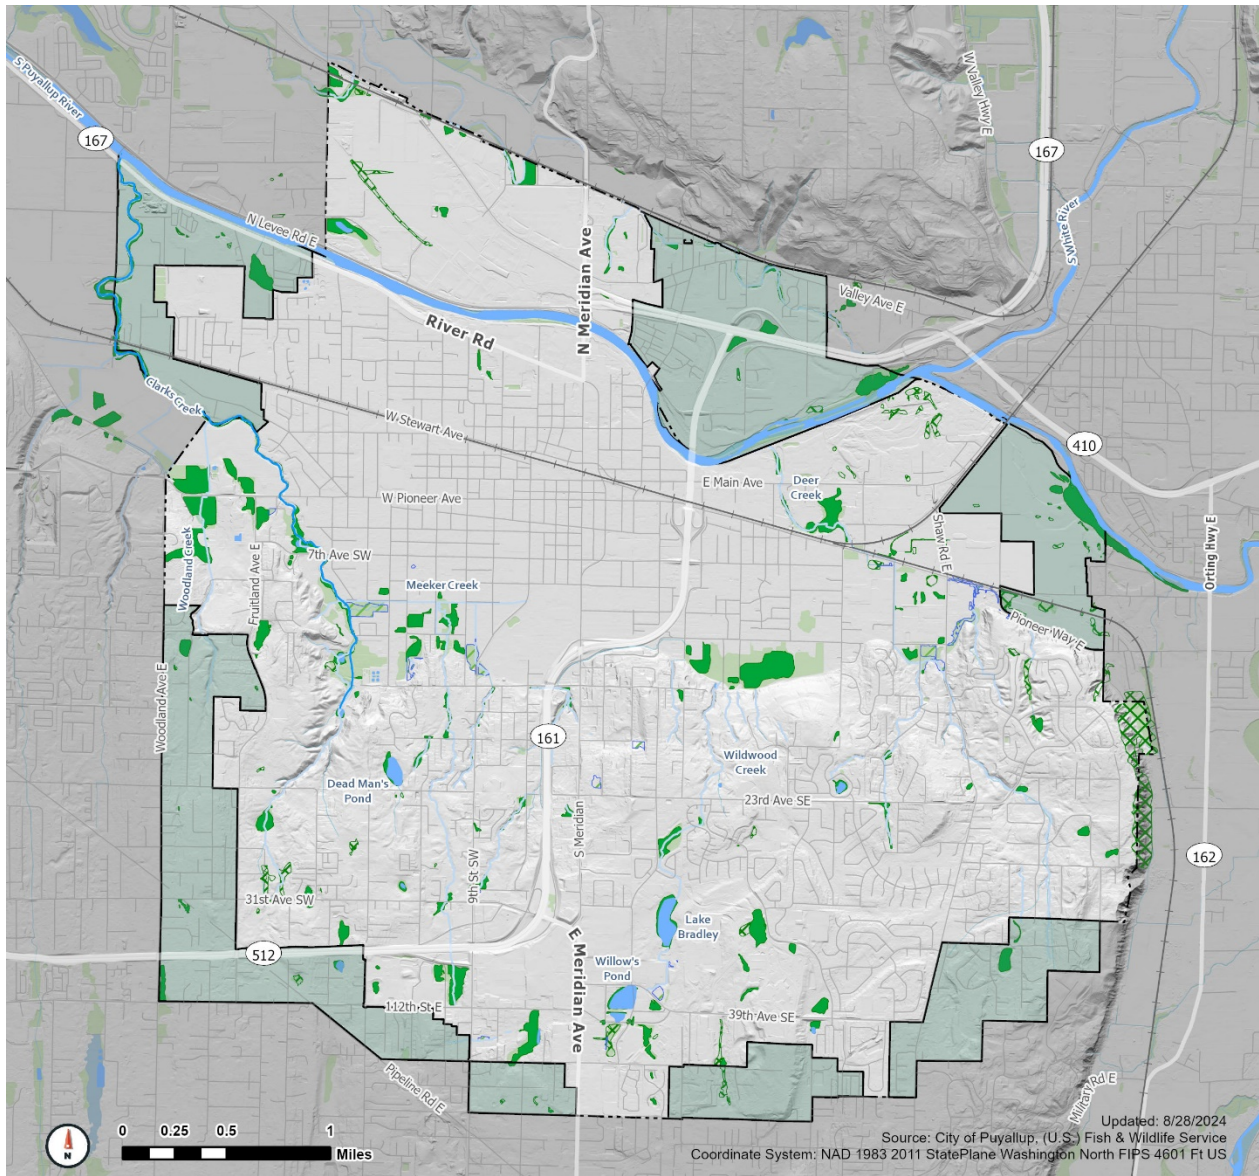 S Puyallup River
167
W Valley Hwy E
167
S White River
N Levee Rd E
N Meridian Ave
Valley Ave E
River Rd
Clarks Creek
W Stewart Ave
410
E Main Ave
Deer
Creek
W Pioneer Ave
Shaw Rd E
Orting Hwy E
Woodland Creek
Fruitland Ave E
7th Ave SW
Meeker Creek
Pioneer Way E
Woodland Ave E
161
Wildwood
Creek
Dead Man's
Pond
23rd Ave SE
S Meridian
162
9th St SW
31st Ave SW
Lake
Bradley
512
E Meridian Ave
Willow's
Pond
112th St E
39th Ave SE
Pipeline Rd E
Military Rd E
N
0 0.25 0.5 1
Miles
Updated: 8/28/2024
Source: City of Puyallup, (U.S.) Fish & Wildlife Service
Coordinate System: NAD 1983 2011 StatePlane Washington North FIPS 4601 Ft US